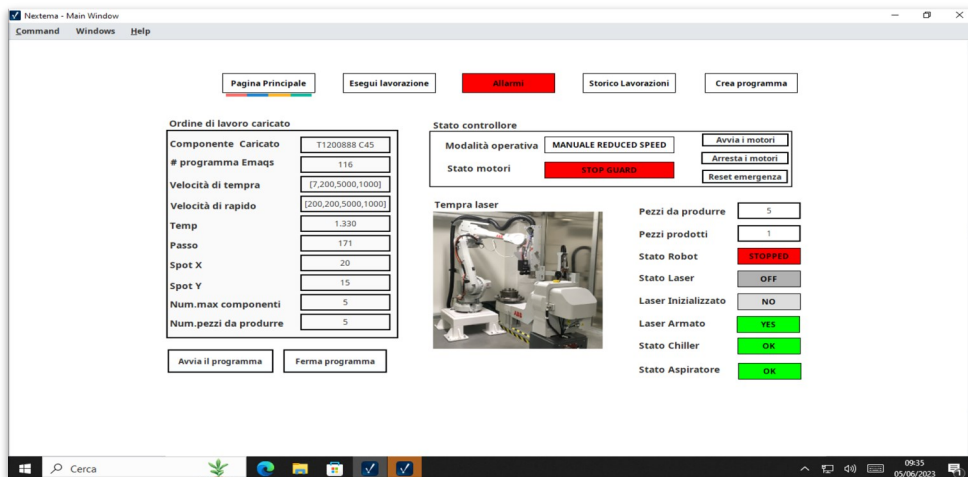 Nextema - Main Window
Command Windows Help
Pagina Principale
Esegui lavorazione
Allarmi
Storico Lavorazioni
Crea programma
Ordine di lavoro caricato
Componente Caricato T1200888 C45
# programma Emaqs 116
Velocità di tempra [7,200,5000,1000]
Velocità di rapido [200,200,5000,1000]
Temp 1.330
Passo 171
Spot X 20
Spot Y 15
Num.max componenti 5
Num.pezzi da produrre 5
Avvia il programma
Ferma programma
Stato controllore
Modalità operativa MANUALE REDUCED SPEED
Stato motori STOP GUARD
Avvia i motori
Arresta i motori
Reset emergenza
Tempra laser
ABB
Pezzi da produrre 5
Pezzi prodotti 1
Stato Robot STOPPED
Stato Laser OFF
Laser Inizializzato NO
Laser Armato YES
Stato Chiller OK
Stato Aspiratore OK
Cerca
09:35
05/06/2023